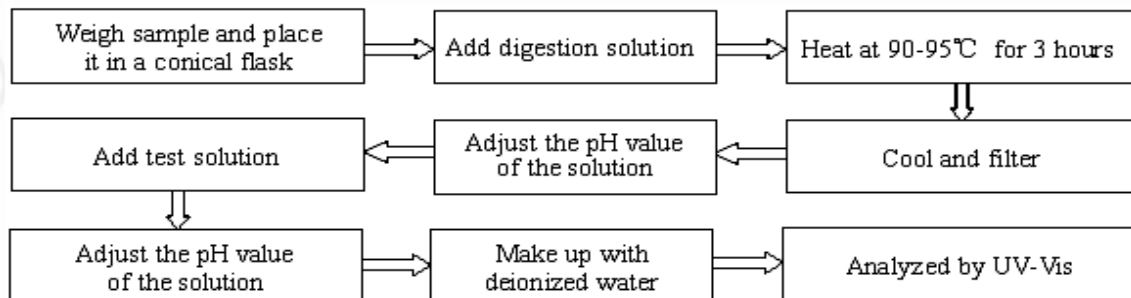 Weigh sample and place
it in a conical flask
Add digestion solution
Heat at 90-95℃ for 3 hours
Cool and filter
Adjust the pH value
of the solution
Add test solution
Adjust the pH value
of the solution
Make up with
deionized water
Analyzed by UV-Vis